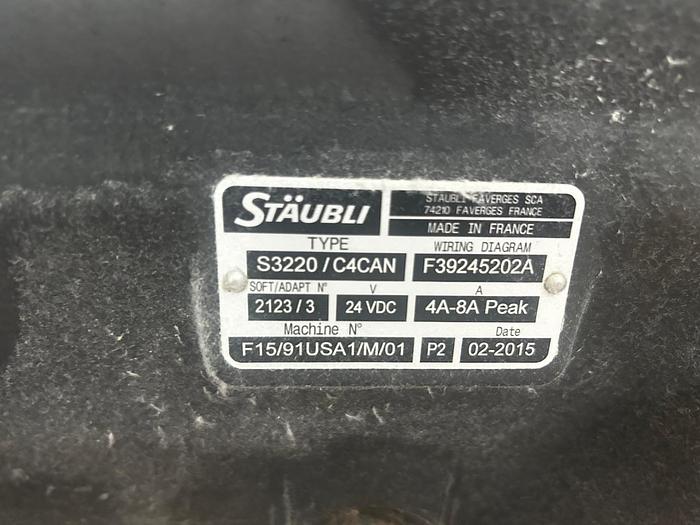 STÄUBLI
STAUBLI FAVERGES SCA
74210 FAVERGES FRANCE
MADE IN FRANCE
TYPE WIRING DIAGRAM
S3220/C4CAN F39245202A
SOFT/ADAPT N° V A
2123/3 24 VDC 4A-8A Peak
Machine N° Date
F15/91USA1/M/01 P2 02-2015